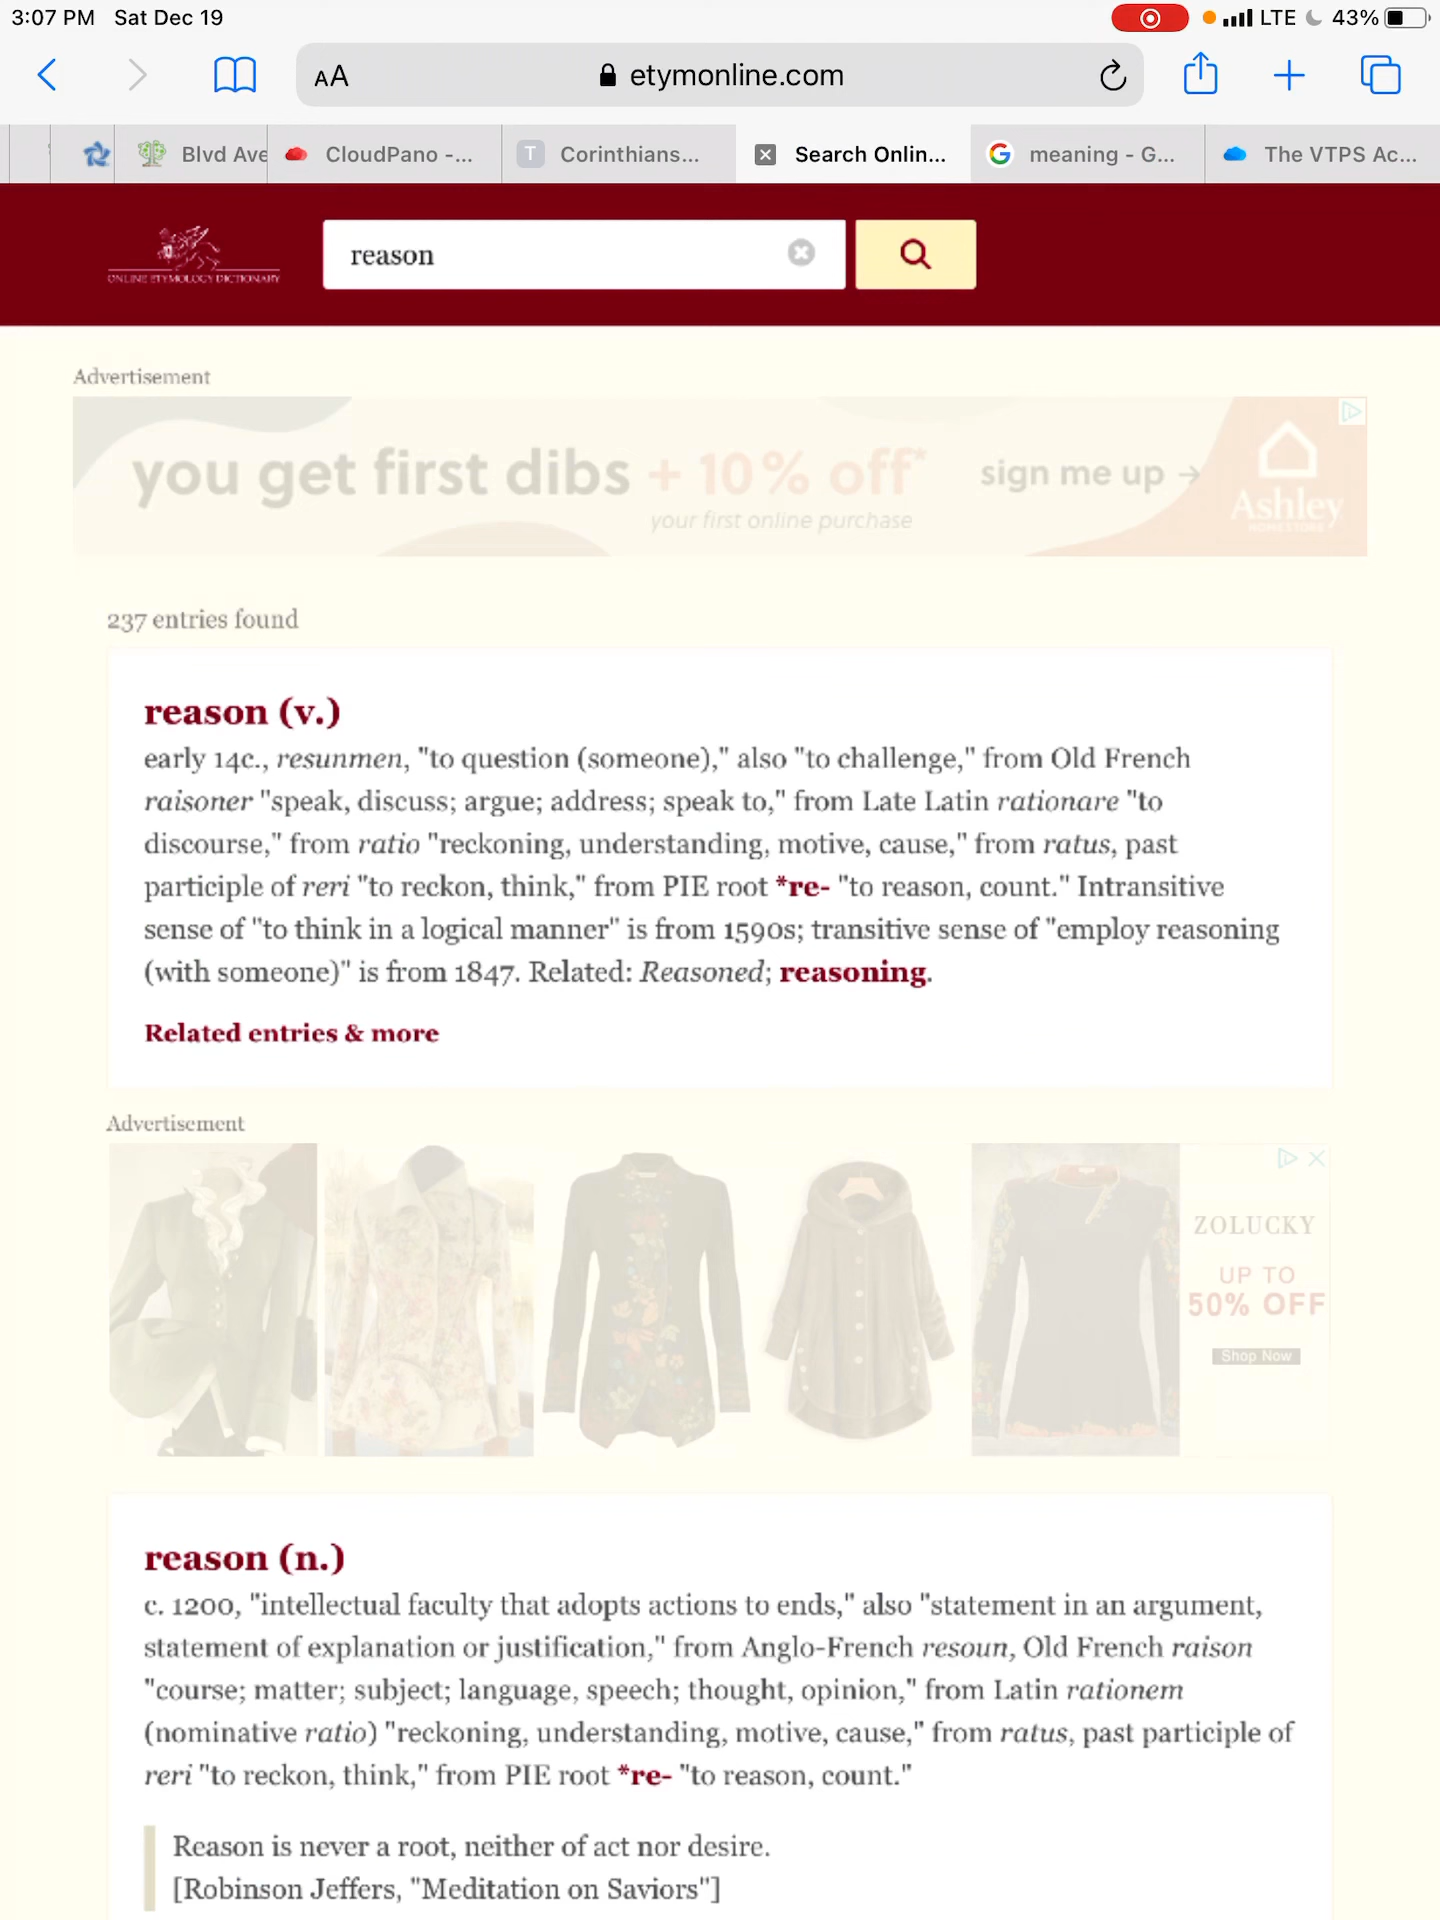 3:07 PM Sat Dec 19 LTE 43%
AA etymonline.com
Blvd Ave CloudPano -... T Corinthians... Search Onlin... meaning - G... The VTPS Ac...
ONLINE ETYMOLOGY DICTIONARY
reason
Advertisement
you get first dibs + 10% off* sign me up →
your first online purchase
Ashley
HOMESTORE
237 entries found
reason (v.)
early 14c., resunmen, "to question (someone)," also "to challenge," from Old French
raisoner "speak, discuss; argue; address; speak to," from Late Latin rationare "to
discourse," from ratio "reckoning, understanding, motive, cause," from ratus, past
participle of reri "to reckon, think," from PIE root *re- "to reason, count." Intransitive
sense of "to think in a logical manner" is from 1590s; transitive sense of "employ reasoning
(with someone)" is from 1847. Related: Reasoned; reasoning.
Related entries & more
Advertisement
ZOLUCKY
UP TO
50% OFF
Shop Now
reason (n.)
c. 1200, "intellectual faculty that adopts actions to ends," also "statement in an argument,
statement of explanation or justification," from Anglo-French resoun, Old French raison
"course; matter; subject; language, speech; thought, opinion," from Latin rationem
(nominative ratio) "reckoning, understanding, motive, cause," from ratus, past participle of
reri "to reckon, think," from PIE root *re- "to reason, count."
Reason is never a root, neither of act nor desire.
[Robinson Jeffers, "Meditation on Saviors"]